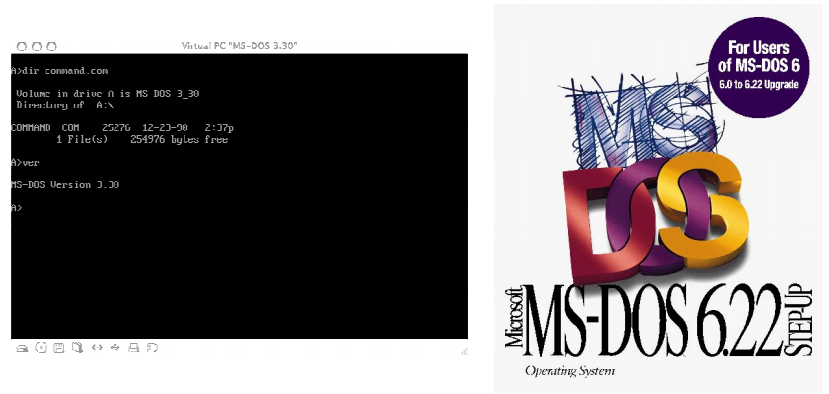 Virtual PC "MS-DOS 3.30"
A>dir command.com
Volume in drive A is MS DOS 3_30
Directory of A:\
COMMAND COM 25276 12-23-90 2:37p
1 File(s) 254976 bytes free
A>ver
MS-DOS Version 3.30
A>
For Users
of MS-DOS 6
6.0 to 6.22 Upgrade
MS
DOS
Microsoft
MS-DOS 6.22
STEP-UP
Operating System